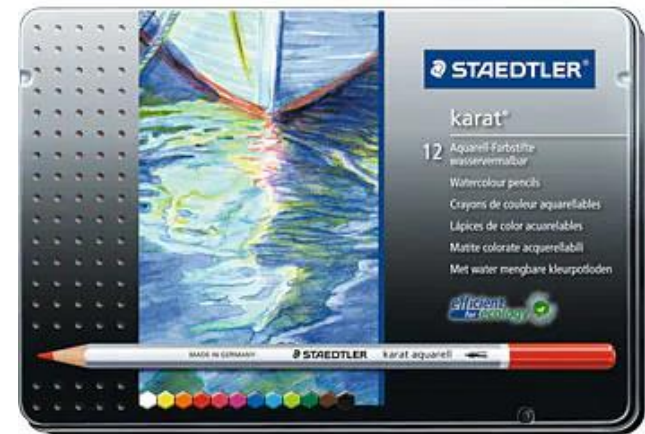 STAEDTLER®
karat®
12 Aquarell-Farbstifte
wasservermalbar
Watercolour pencils
Crayons de couleur aquarellables
Lápices de color acuarelables
Matite colorate acquerellabili
Met water mengbare kleurpotloden
efficient
for ecology
MADE IN GERMANY STAEDTLER karat aquarell